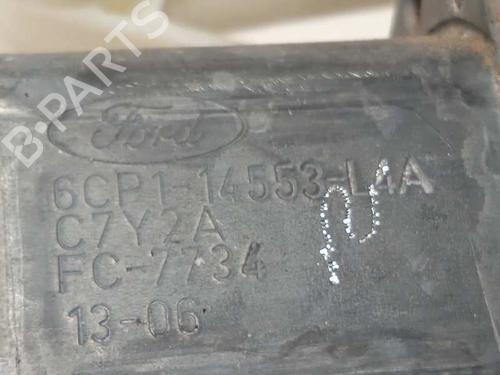 Ford
6CP1-14553-L4A
C7Y2A
FC-7734
13-06
B-PARTS